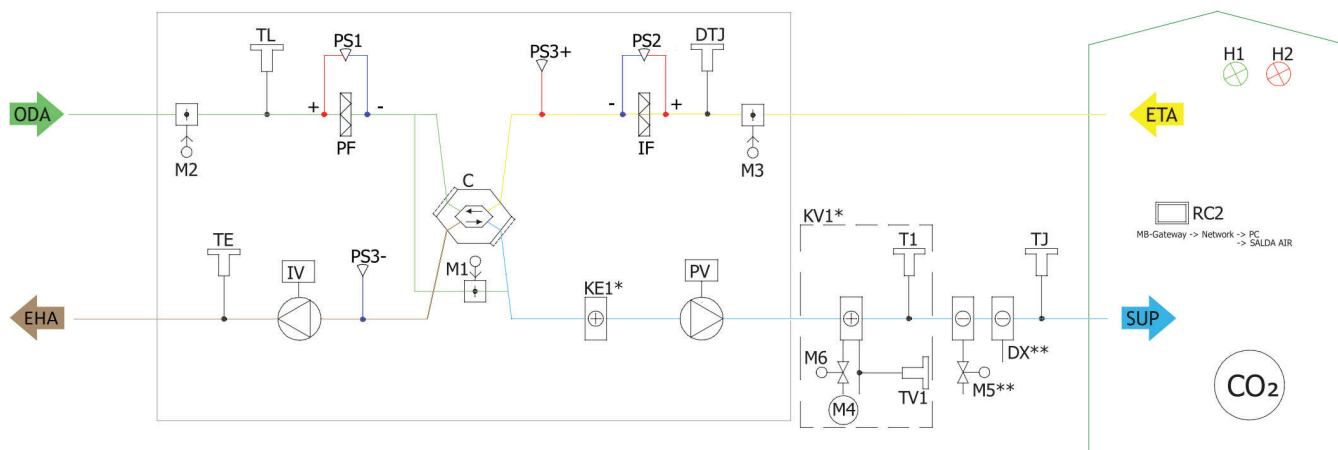 TL
PS1
PS3+
PS2
DTJ
H1
H2
ODA
+
-
-
+
ETA
M2
PF
IF
M3
C
KV1*
RC2
MB-Gateway -> Network -> PC
-> SALDA AIR
TE
PS3-
M1
T1
TJ
IV
KE1*
PV
EHA
SUP
M6
DX**
M4
TV1
M5**
CO2